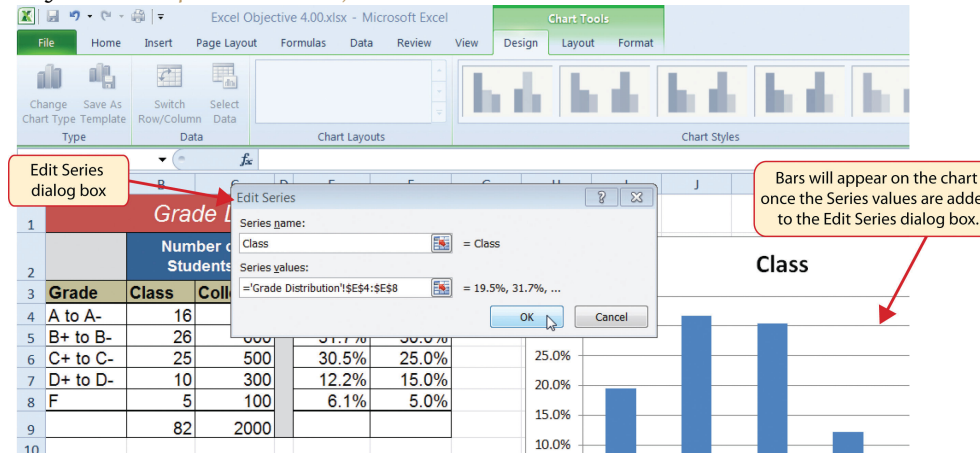 Excel Objective 4.00.xlsx - Microsoft Excel
Chart Tools
File Home Insert Page Layout Formulas Data Review View Design Layout Format
Change Chart Type
Save As Template
Switch Row/Column
Select Data
Type Data Chart Layouts Chart Styles
fx
Edit Series
dialog box
Bars will appear on the chart
once the Series values are adde
to the Edit Series dialog box.
B J
Edit Series
Series name:
Class = Class
Series values:
='Grade Distribution'!$E$4:$E$8 = 19.5%, 31.7%, ...
OK Cancel
1 Grade
2 Number
Students
3 Grade Class Coll
4 A to A- 16
5 B+ to B- 26
6 C+ to C- 25 500 30.5% 25.0%
7 D+ to D- 10 300 12.2% 15.0%
8 F 5 100 6.1% 5.0%
9 82 2000
10
Class
25.0%
20.0%
15.0%
10.0%